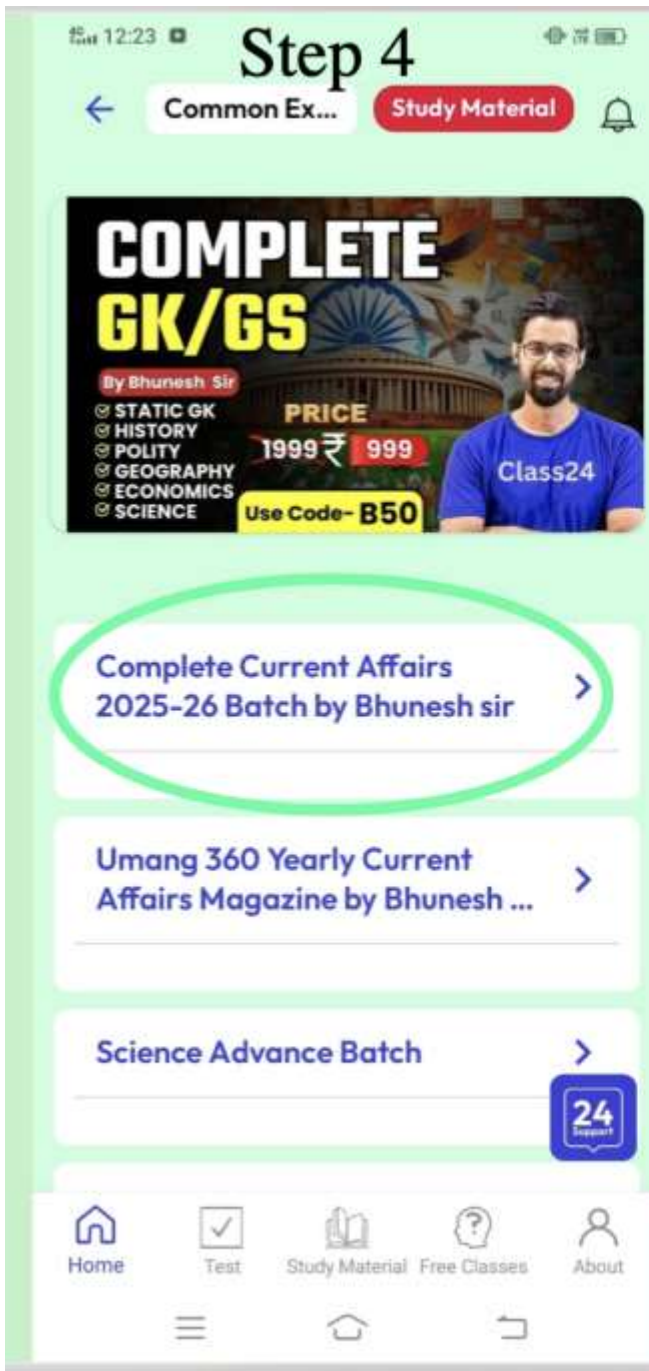 12:23
Step 4
Common Ex...
Study Material
COMPLETE
GK/GS
By Bhunesh Sir
STATIC GK
HISTORY
POLITY
GEOGRAPHY
ECONOMICS
SCIENCE
PRICE
1999 ₹ 999
Use Code- B50
Class24
Complete Current Affairs
2025-26 Batch by Bhunesh sir
Umang 360 Yearly Current
Affairs Magazine by Bhunesh ...
Science Advance Batch
24
Support
Home
Test
Study Material
Free Classes
About